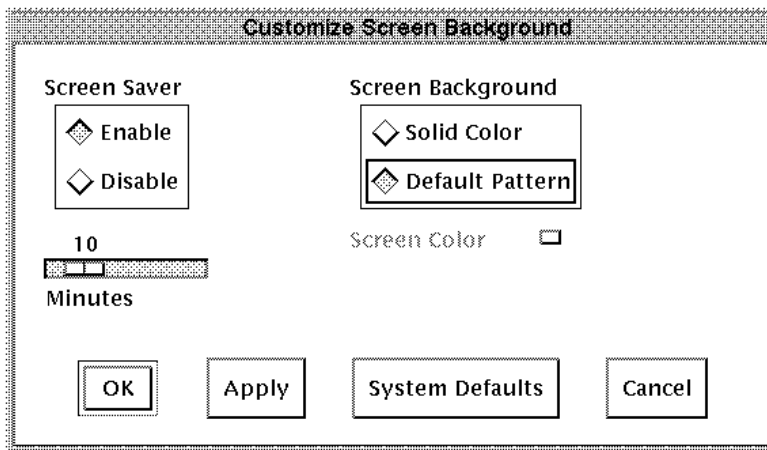 Customize Screen Background
Screen Saver
Enable
Disable
10
Minutes
Screen Background
Solid Color
Default Pattern
Screen Color
OK
Apply
System Defaults
Cancel